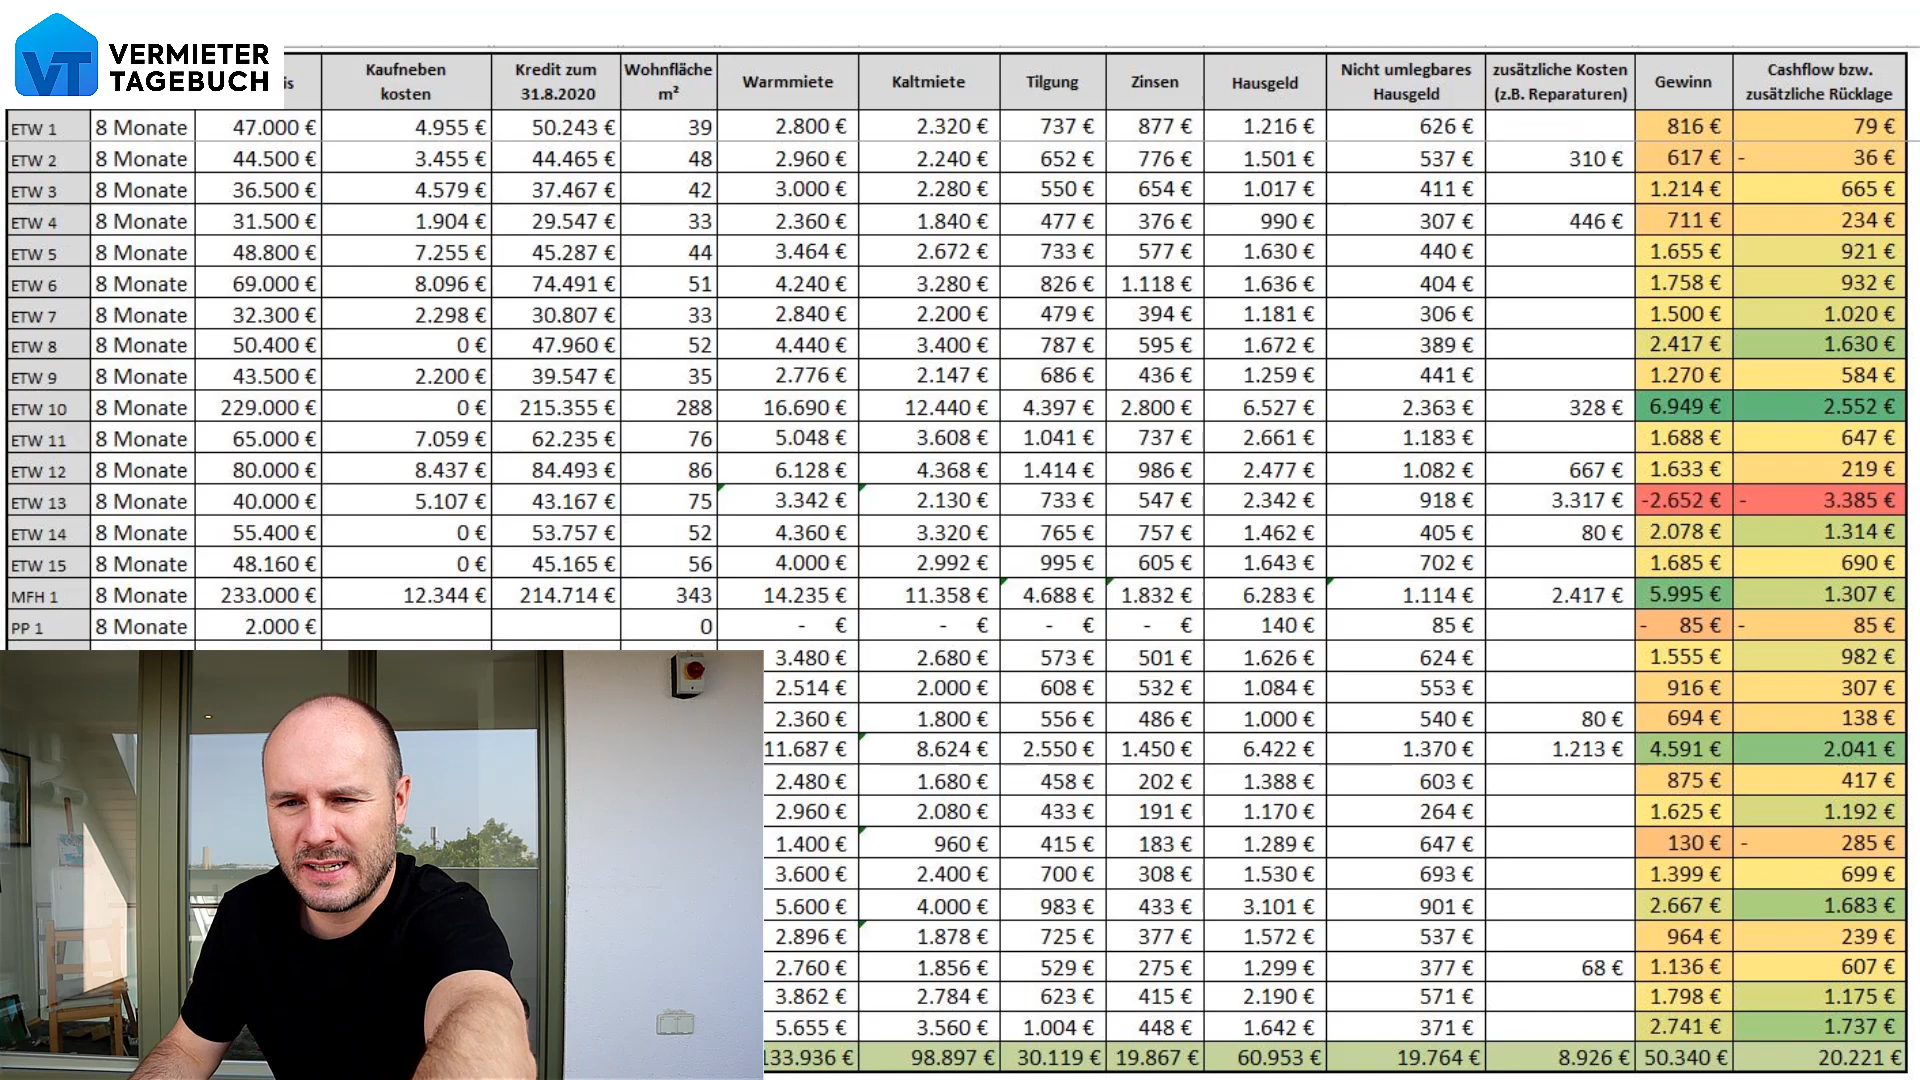 VT VERMIETER
TAGEBUCH
is Kaufneben kosten Kredit zum 31.8.2020 Wohnfläche m² Warmmiete Kaltmiete Tilgung Zinsen Hausgeld Nicht umlegbares Hausgeld zusätzliche Kosten (z.B. Reparaturen) Gewinn Cashflow bzw. zusätzliche Rücklage
ETW 1 8 Monate 47.000 € 4.955 € 50.243 € 39 2.800 € 2.320 € 737 € 877 € 1.216 € 626 € 816 € 79 €
ETW 2 8 Monate 44.500 € 3.455 € 44.465 € 48 2.960 € 2.240 € 652 € 776 € 1.501 € 537 € 310 € 617 € - 36 €
ETW 3 8 Monate 36.500 € 4.579 € 37.467 € 42 3.000 € 2.280 € 550 € 654 € 1.017 € 411 € 1.214 € 665 €
ETW 4 8 Monate 31.500 € 1.904 € 29.547 € 33 2.360 € 1.840 € 477 € 376 € 990 € 307 € 446 € 711 € 234 €
ETW 5 8 Monate 48.800 € 7.255 € 45.287 € 44 3.464 € 2.672 € 733 € 577 € 1.630 € 440 € 1.655 € 921 €
ETW 6 8 Monate 69.000 € 8.096 € 74.491 € 51 4.240 € 3.280 € 826 € 1.118 € 1.636 € 404 € 1.758 € 932 €
ETW 7 8 Monate 32.300 € 2.298 € 30.807 € 33 2.840 € 2.200 € 479 € 394 € 1.181 € 306 € 1.500 € 1.020 €
ETW 8 8 Monate 50.400 € 0 € 47.960 € 52 4.440 € 3.400 € 787 € 595 € 1.672 € 389 € 2.417 € 1.630 €
ETW 9 8 Monate 43.500 € 2.200 € 39.547 € 35 2.776 € 2.147 € 686 € 436 € 1.259 € 441 € 1.270 € 584 €
ETW 10 8 Monate 229.000 € 0 € 215.355 € 288 16.690 € 12.440 € 4.397 € 2.800 € 6.527 € 2.363 € 328 € 6.949 € 2.552 €
ETW 11 8 Monate 65.000 € 7.059 € 62.235 € 76 5.048 € 3.608 € 1.041 € 737 € 2.661 € 1.183 € 1.688 € 647 €
ETW 12 8 Monate 80.000 € 8.437 € 84.493 € 86 6.128 € 4.368 € 1.414 € 986 € 2.477 € 1.082 € 667 € 1.633 € 219 €
ETW 13 8 Monate 40.000 € 5.107 € 43.167 € 75 3.342 € 2.130 € 733 € 547 € 2.342 € 918 € 3.317 € -2.652 € - 3.385 €
ETW 14 8 Monate 55.400 € 0 € 53.757 € 52 4.360 € 3.320 € 765 € 757 € 1.462 € 405 € 80 € 2.078 € 1.314 €
ETW 15 8 Monate 48.160 € 0 € 45.165 € 56 4.000 € 2.992 € 995 € 605 € 1.643 € 702 € 1.685 € 690 €
MFH 1 8 Monate 233.000 € 12.344 € 214.714 € 343 14.235 € 11.358 € 4.688 € 1.832 € 6.283 € 1.114 € 2.417 € 5.995 € 1.307 €
PP 1 8 Monate 2.000 € 0 - € - € - € - € 140 € 85 € - 85 € - 85 €
3.480 € 2.680 € 573 € 501 € 1.626 € 624 € 1.555 € 982 €
2.514 € 2.000 € 608 € 532 € 1.084 € 553 € 916 € 307 €
2.360 € 1.800 € 556 € 486 € 1.000 € 540 € 80 € 694 € 138 €
11.687 € 8.624 € 2.550 € 1.450 € 6.422 € 1.370 € 1.213 € 4.591 € 2.041 €
2.480 € 1.680 € 458 € 202 € 1.388 € 603 € 875 € 417 €
2.960 € 2.080 € 433 € 191 € 1.170 € 264 € 1.625 € 1.192 €
1.400 € 960 € 415 € 183 € 1.289 € 647 € 130 € - 285 €
3.600 € 2.400 € 700 € 308 € 1.530 € 693 € 1.399 € 699 €
5.600 € 4.000 € 983 € 433 € 3.101 € 901 € 2.667 € 1.683 €
2.896 € 1.878 € 725 € 377 € 1.572 € 537 € 964 € 239 €
2.760 € 1.856 € 529 € 275 € 1.299 € 377 € 68 € 1.136 € 607 €
3.862 € 2.784 € 623 € 415 € 2.190 € 571 € 1.798 € 1.175 €
5.655 € 3.560 € 1.004 € 448 € 1.642 € 371 € 2.741 € 1.737 €
133.936 € 98.897 € 30.119 € 19.867 € 60.953 € 19.764 € 8.926 € 50.340 € 20.221 €